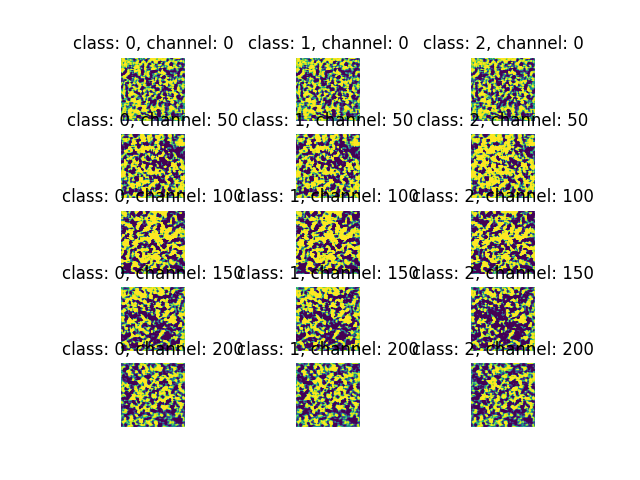 class: 0, channel: 0 class: 1, channel: 0 class: 2, channel: 0
class: 0, channel: 50 class: 1, channel: 50 class: 2, channel: 50
class: 0, channel: 100 class: 1, channel: 100 class: 2, channel: 100
class: 0, channel: 150 class: 1, channel: 150 class: 2, channel: 150
class: 0, channel: 200 class: 1, channel: 200 class: 2, channel: 200